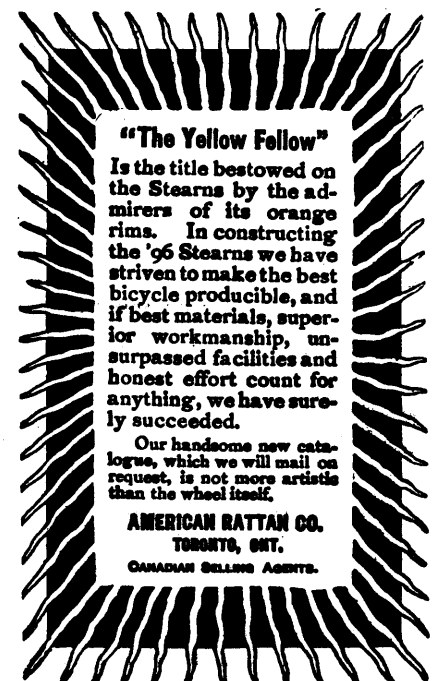 "The Yellow Fellow"
Is the title bestowed on
the Stearns by the ad-
mirers of its orange
rims. In constructing
the '96 Stearns we have
striven to make the best
bicycle producible, and
if best materials, super-
ior workmanship, un-
surpassed facilities and
honest effort count for
anything, we have sure-
ly succeeded.
Our handsome new cata-
logue, which we will mail on
request, is not more artistic
than the wheel itself.
AMERICAN RATTAN CO.
TORONTO, ONT.
CANADIAN SELLING AGENTS.